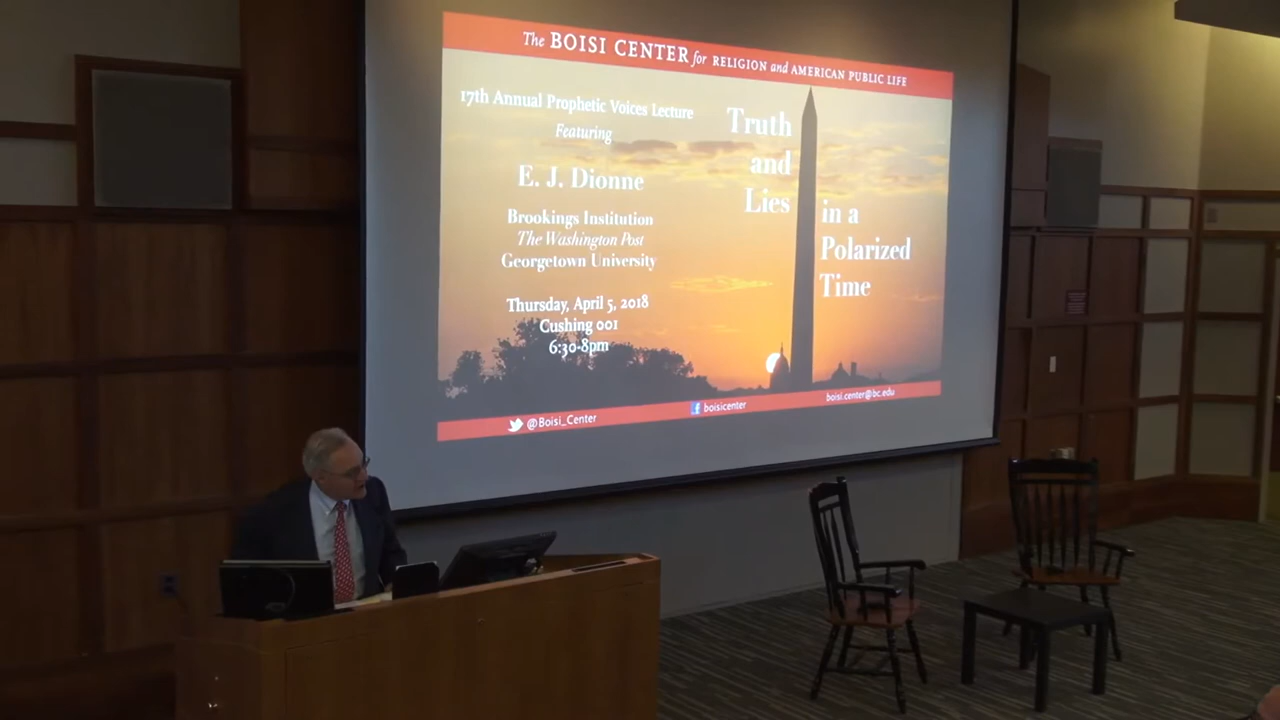 The BOISI CENTER for RELIGION and AMERICAN PUBLIC LIFE
17th Annual Prophetic Voices Lecture
Featuring
E. J. Dionne
Brookings Institution
The Washington Post
Georgetown University
Thursday, April 5, 2018
Cushing 001
6:30-8pm
Truth
and
Lies
in a
Polarized
Time
@Boisi_Center
boisicenter
boisi.center@bc.edu